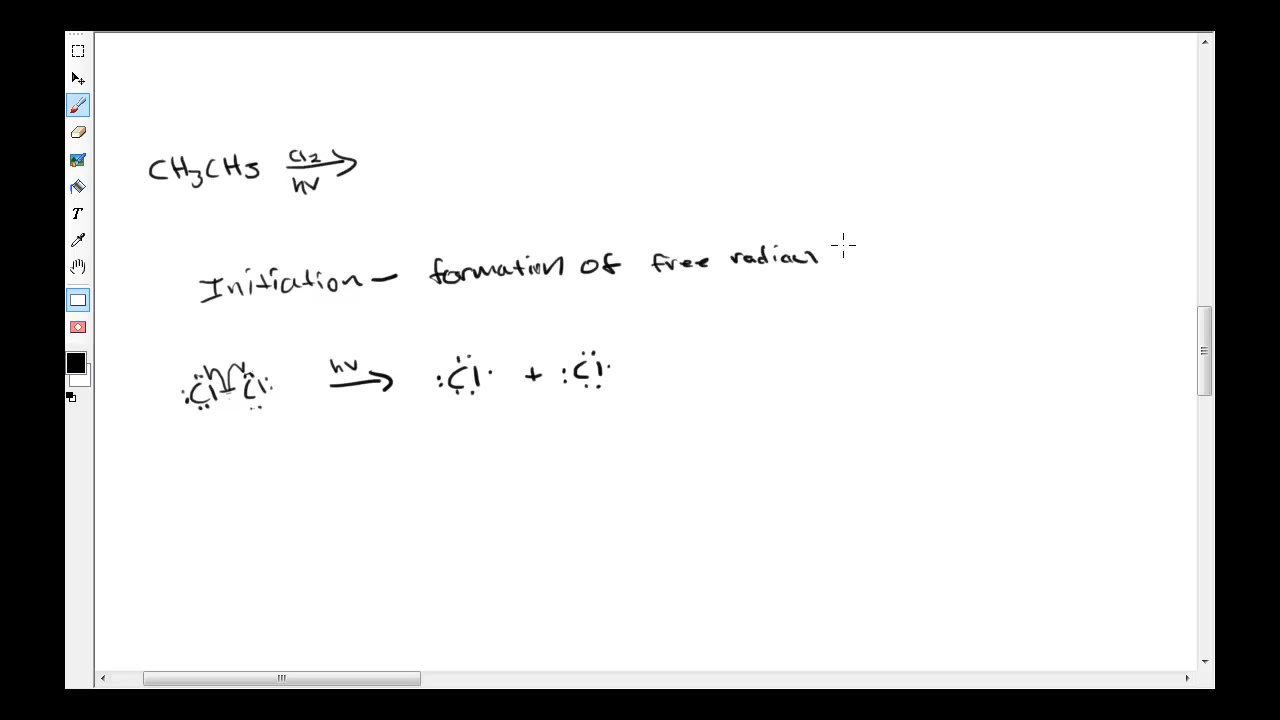 CH3CH3 Cl2 hv
Initiation - formation of free radical
:Cl-Cl: hv :Cl· + :Cl·
T